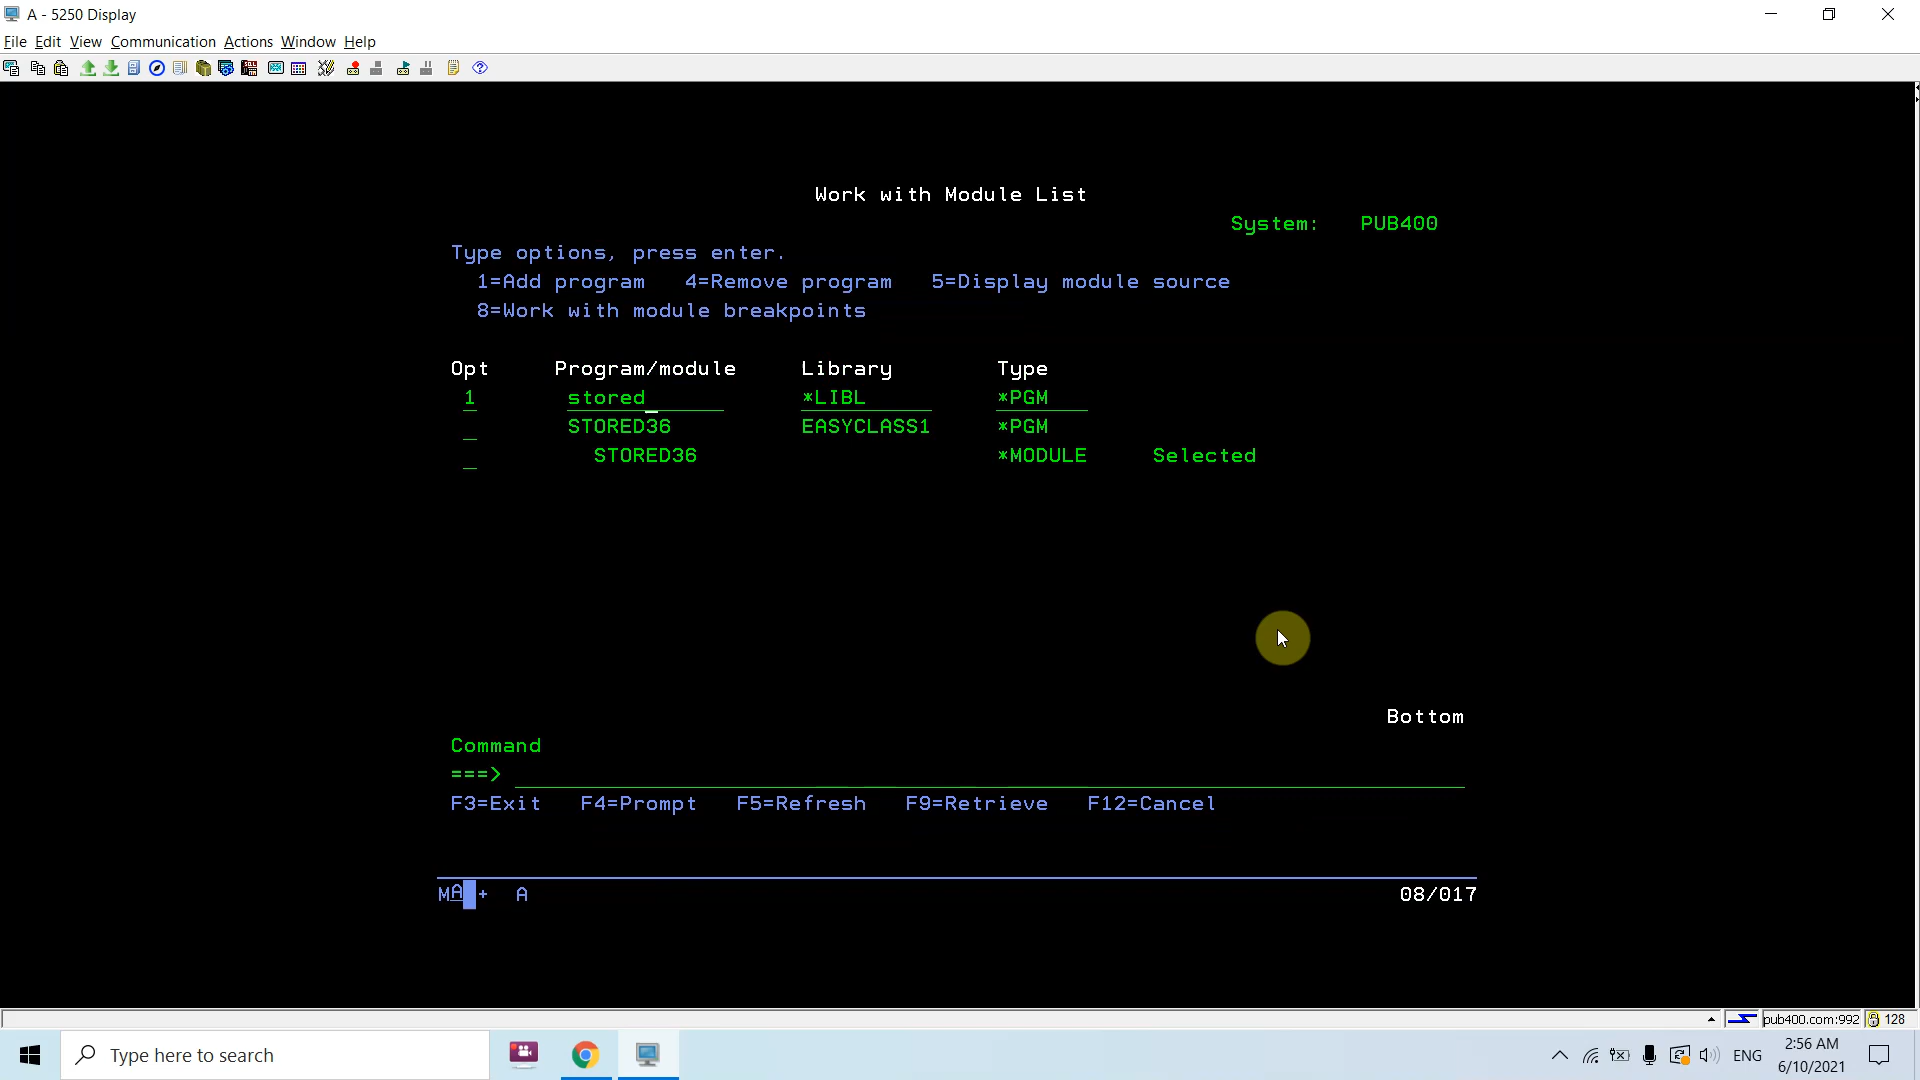 A - 5250 Display
File Edit View Communication Actions Window Help
Work with Module List
System: PUB400
Type options, press enter.
1=Add program 4=Remove program 5=Display module source
8=Work with module breakpoints
Opt Program/module Library Type
1 stored_ *LIBL *PGM
_ STORED36 EASYCLASS1 *PGM
_ STORED36 *MODULE Selected
Bottom
Command
===>
F3=Exit F4=Prompt F5=Refresh F9=Retrieve F12=Cancel
MA + A 08/017
pub400.com:992 128
Type here to search
ENG
2:56 AM
6/10/2021